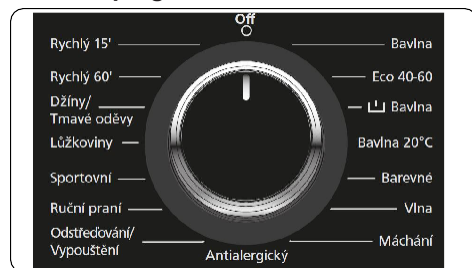 Off
Rychlý 15'
Bavlna
Rychlý 60'
Eco 40-60
Džíny/
Tmavé oděvy
Bavlna
Lůžkoviny
Bavlna 20°C
Sportovní
Barevné
Ruční praní
Vlna
Odstřeďování/
Vypouštění
Máchání
Antialergický